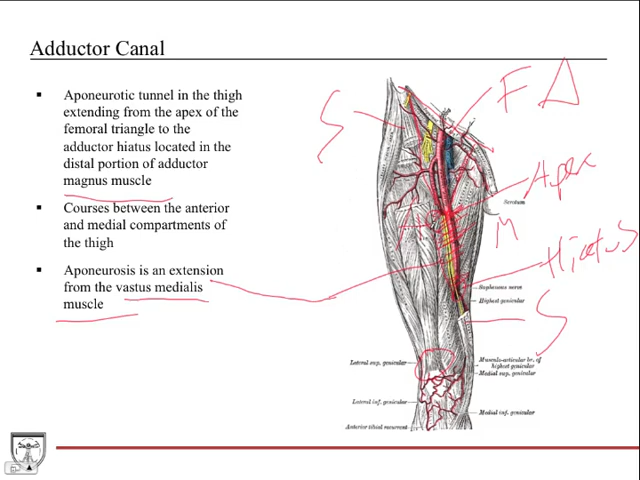 Adductor Canal
Aponeurotic tunnel in the thigh
extending from the apex of the
femoral triangle to the
adductor hiatus located in the
distal portion of adductor
magnus muscle
Courses between the anterior
and medial compartments of
the thigh
Aponeurosis is an extension
from the vastus medialis
muscle
S
F Δ
Apex
Scrotum
A
M
Hiatus
Saphenous nerve
Highest genicular
S
Lateral sup. genicular
Musculo-articular br. of
highest genicular
Medial sup. genicular
Lateral inf. genicular
Medial inf. genicular
Anterior tibial recurrent